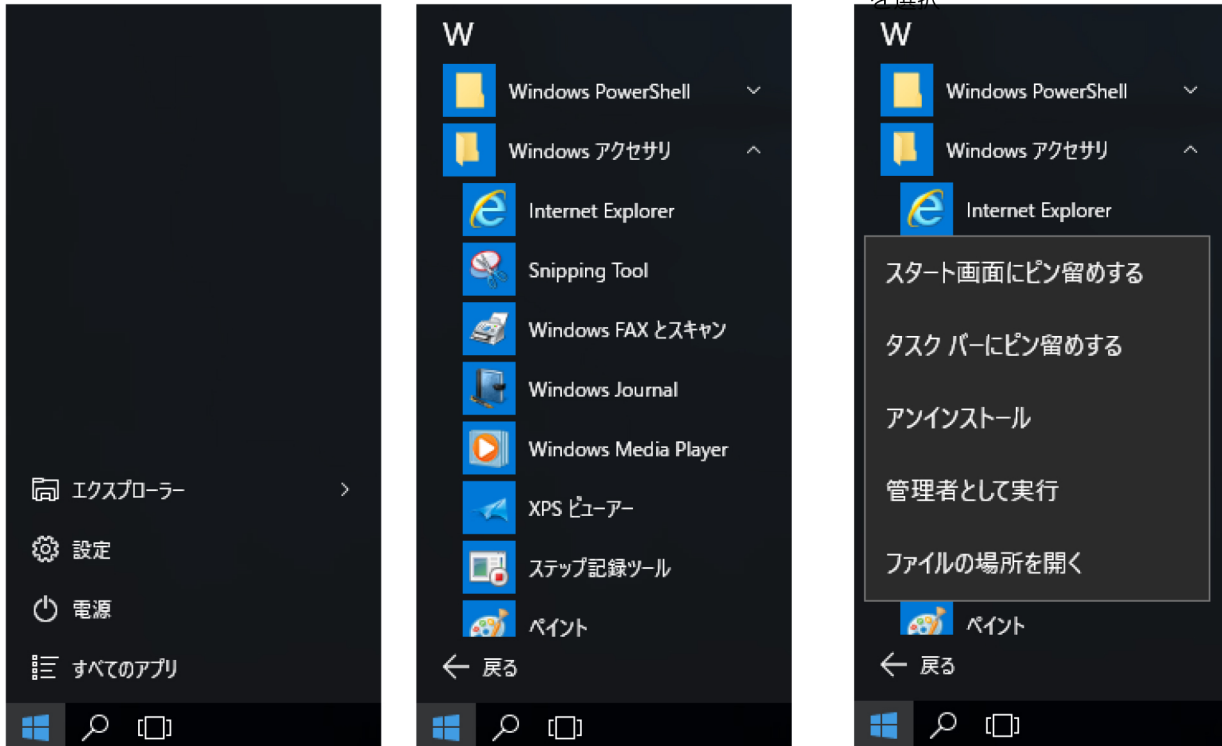 エクスプローラー
設定
電源
すべてのアプリ
W
Windows PowerShell
Windows アクセサリ
Internet Explorer
Snipping Tool
Windows FAX とスキャン
Windows Journal
Windows Media Player
XPS ビューアー
ステップ記録ツール
ペイント
戻る
を選択
W
Windows PowerShell
Windows アクセサリ
Internet Explorer
スタート画面にピン留めする
タスク バーにピン留めする
アンインストール
管理者として実行
ファイルの場所を開く
ペイント
戻る